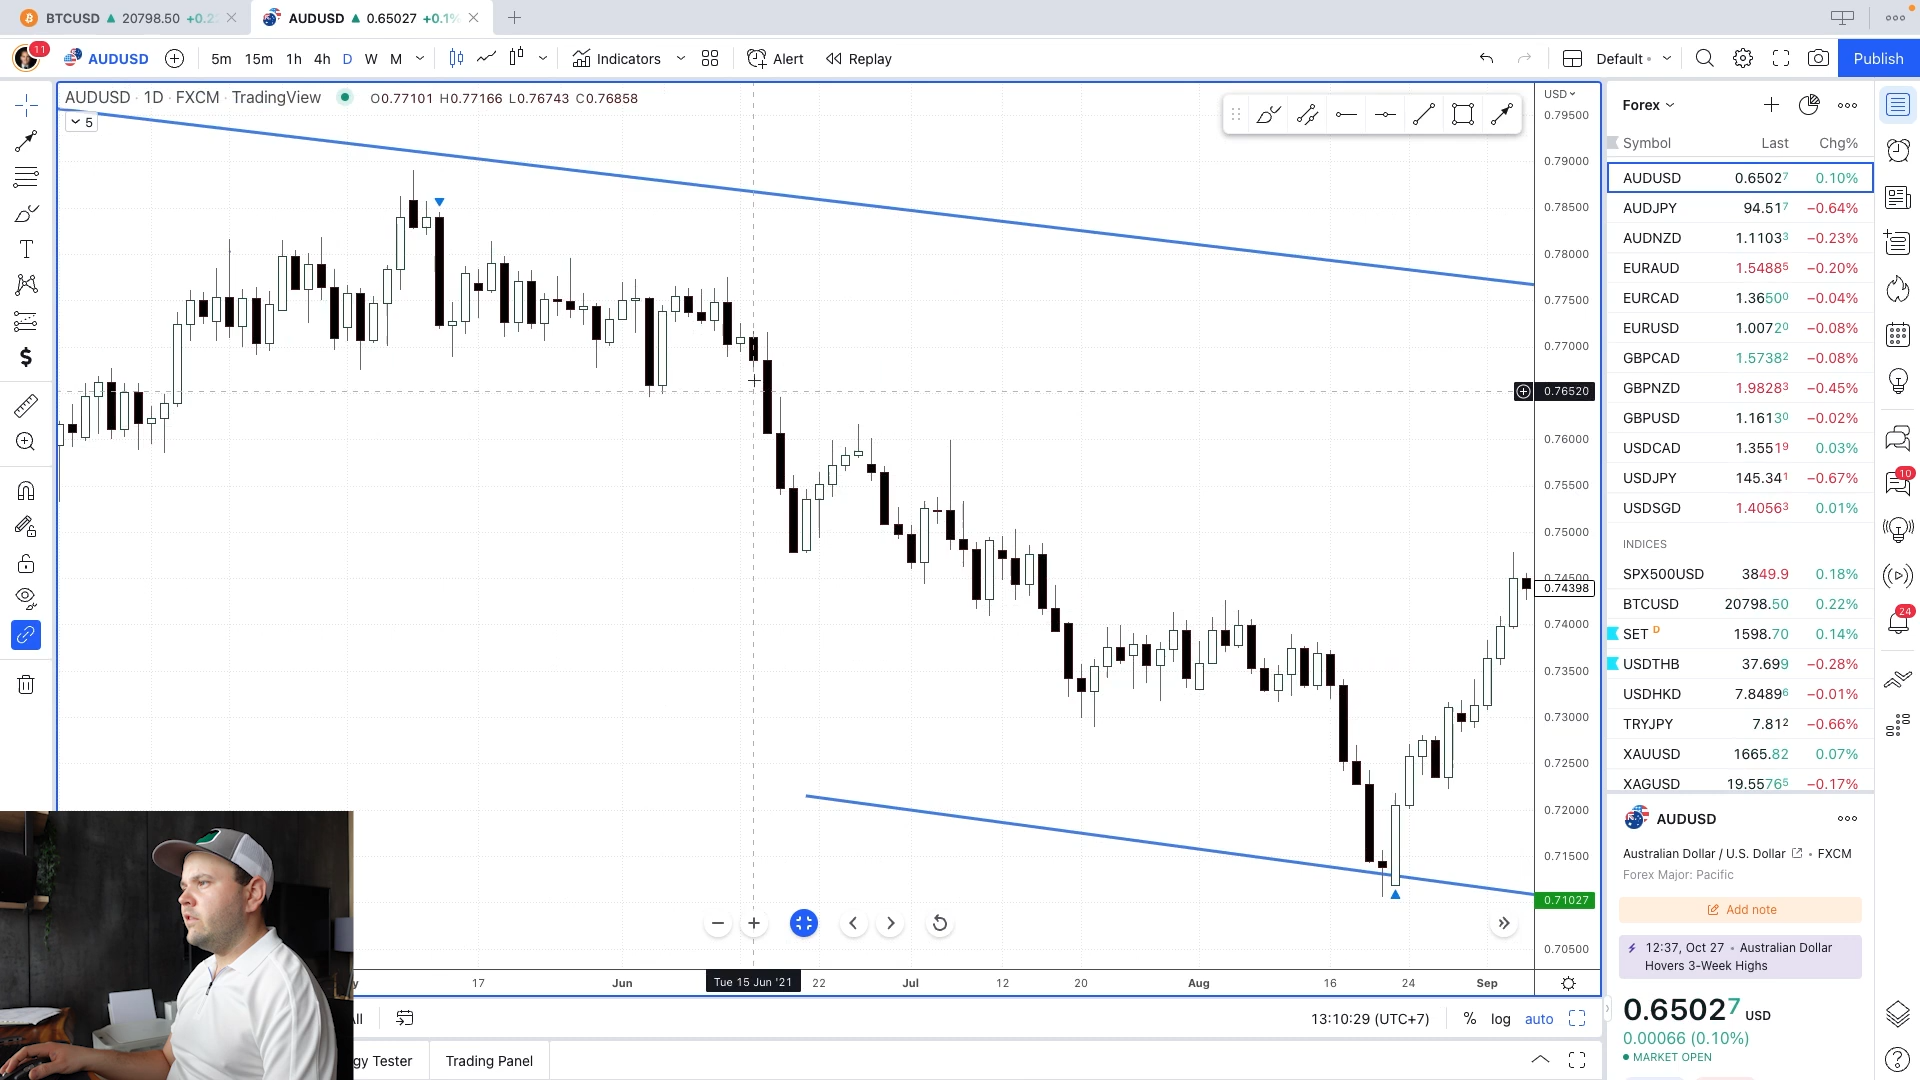 BTCUSD 20798.50 +0.2
AUDUSD 0.65027 +0.1%
11
AUDUSD 5m 15m 1h 4h D W M Indicators Alert Replay Default Publish
AUDUSD · 1D · FXCM · TradingView O0.77101 H0.77166 L0.76743 C0.76858
5
USD
0.79500
0.79000
0.78500
0.78000
0.77500
0.77000
0.76520
0.76000
0.75500
0.75000
0.74500
0.74398
0.74000
0.73500
0.73000
0.72500
0.72000
0.71500
0.71027
0.70500
17 Jun Tue 15 Jun '21 22 Jul 12 20 Aug 16 24 Sep
13:10:29 (UTC+7) % log auto
gy Tester Trading Panel
Forex
Symbol Last Chg%
AUDUSD 0.65027 0.10%
AUDJPY 94.517 −0.64%
AUDNZD 1.11033 −0.23%
EURAUD 1.54885 −0.20%
EURCAD 1.36500 −0.04%
EURUSD 1.00720 −0.08%
GBPCAD 1.57382 −0.08%
GBPNZD 1.98283 −0.45%
GBPUSD 1.16130 −0.02%
USDCAD 1.35519 0.03%
USDJPY 145.341 −0.67%
USDSGD 1.40563 0.01%
INDICES
SPX500USD 3849.9 0.18%
BTCUSD 20798.50 0.22%
SET D 1598.70 0.14%
USDTHB 37.699 −0.28%
USDHKD 7.84896 −0.01%
TRYJPY 7.812 −0.66%
XAUUSD 1665.82 0.07%
XAGUSD 19.55765 −0.17%
AUDUSD
Australian Dollar / U.S. Dollar • FXCM
Forex Major: Pacific
Add note
12:37, Oct 27 • Australian Dollar
Hovers 3-Week Highs
0.65027 USD
0.00066 (0.10%)
MARKET OPEN
10
24